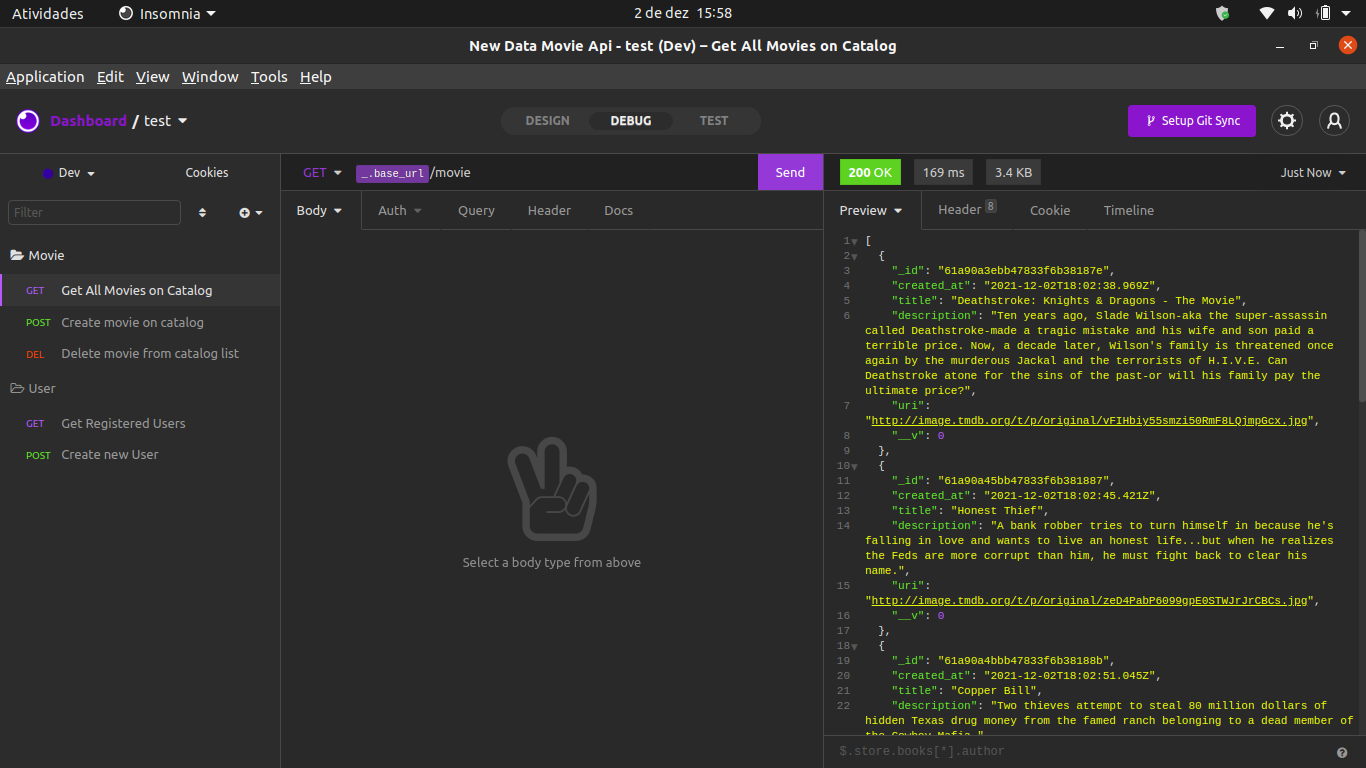 Atividades
Insomnia
2 de dez 15:58
New Data Movie Api - test (Dev) – Get All Movies on Catalog
Application Edit View Window Tools Help
Dashboard / test
DESIGN DEBUG TEST
Setup Git Sync
Dev
Cookies
Filter
Movie
GET Get All Movies on Catalog
POST Create movie on catalog
DEL Delete movie from catalog list
User
GET Get Registered Users
POST Create new User
GET _.base_url/movie
Send
Body Auth Query Header Docs
Select a body type from above
200 OK 169 ms 3.4 KB
Just Now
Preview Header 8 Cookie Timeline
1 [
2 {
3 "_id": "61a90a3ebb47833f6b38187e",
4 "created_at": "2021-12-02T18:02:38.969Z",
5 "title": "Deathstroke: Knights & Dragons - The Movie",
6 "description": "Ten years ago, Slade Wilson-aka the super-assassin
called Deathstroke-made a tragic mistake and his wife and son paid a
terrible price. Now, a decade later, Wilson's family is threatened once
again by the murderous Jackal and the terrorists of H.I.V.E. Can
Deathstroke atone for the sins of the past-or will his family pay the
ultimate price?",
7 "uri":
"http://image.tmdb.org/t/p/original/vFIHbiy55smzi50RmF8LQjmpGcx.jpg",
8 "__v": 0
9 },
10 {
11 "_id": "61a90a45bb47833f6b381887",
12 "created_at": "2021-12-02T18:02:45.421Z",
13 "title": "Honest Thief",
14 "description": "A bank robber tries to turn himself in because he's
falling in love and wants to live an honest life...but when he realizes
the Feds are more corrupt than him, he must fight back to clear his
name.",
15 "uri":
"http://image.tmdb.org/t/p/original/zeD4PabP6099gpE0STWJrJrCBCs.jpg",
16 "__v": 0
17 },
18 {
19 "_id": "61a90a4bbb47833f6b38188b",
20 "created_at": "2021-12-02T18:02:51.045Z",
21 "title": "Copper Bill",
22 "description": "Two thieves attempt to steal 80 million dollars of
hidden Texas drug money from the famed ranch belonging to a dead member of
the Cowboy Mafia."
$.store.books[*].author